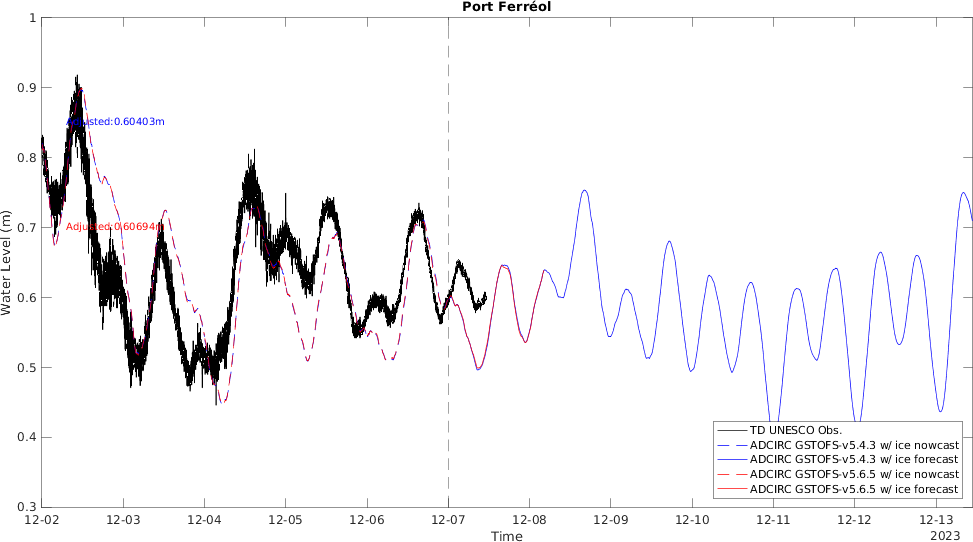 Port Ferréol
Water Level (m)
1
0.9
0.8
0.7
0.6
0.5
0.4
0.3
Adjusted:0.60403m
Adjusted:0.60694m
TD UNESCO Obs.
ADCIRC GSTOFS-v5.4.3 w/ ice nowcast
ADCIRC GSTOFS-v5.4.3 w/ ice forecast
ADCIRC GSTOFS-v5.6.5 w/ ice nowcast
ADCIRC GSTOFS-v5.6.5 w/ ice forecast
12-02 12-03 12-04 12-05 12-06 12-07 12-08 12-09 12-10 12-11 12-12 12-13
Time
2023